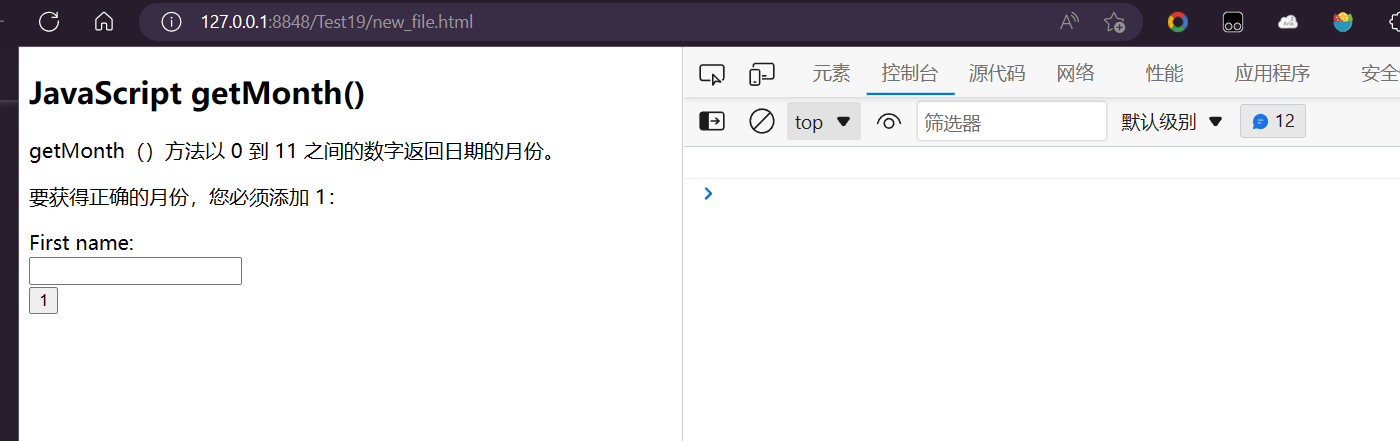 127.0.0.1:8848/Test19/new_file.html
元素 控制台 源代码 网络 性能 应用程序 安全
top 筛选器 默认级别 12
JavaScript getMonth()
getMonth（）方法以 0 到 11 之间的数字返回日期的月份。
要获得正确的月份，您必须添加 1：
First name:
1